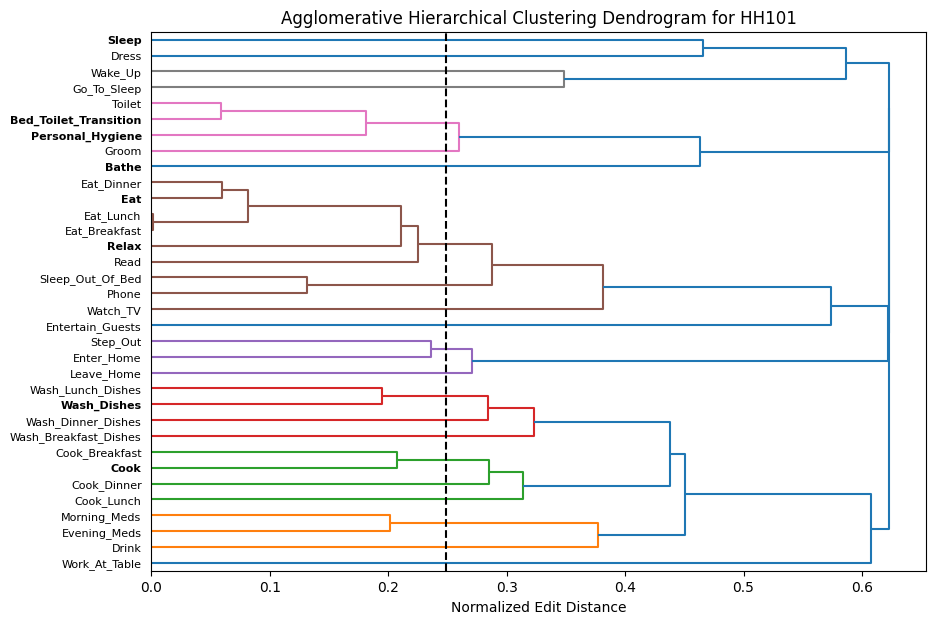 Agglomerative Hierarchical Clustering Dendrogram for HH101
Sleep
Dress
Wake_Up
Go_To_Sleep
Toilet
Bed_Toilet_Transition
Personal_Hygiene
Groom
Bathe
Eat_Dinner
Eat
Eat_Lunch
Eat_Breakfast
Relax
Read
Sleep_Out_Of_Bed
Phone
Watch_TV
Entertain_Guests
Step_Out
Enter_Home
Leave_Home
Wash_Lunch_Dishes
Wash_Dishes
Wash_Dinner_Dishes
Wash_Breakfast_Dishes
Cook_Breakfast
Cook
Cook_Dinner
Cook_Lunch
Morning_Meds
Evening_Meds
Drink
Work_At_Table
0.0 0.1 0.2 0.3 0.4 0.5 0.6
Normalized Edit Distance